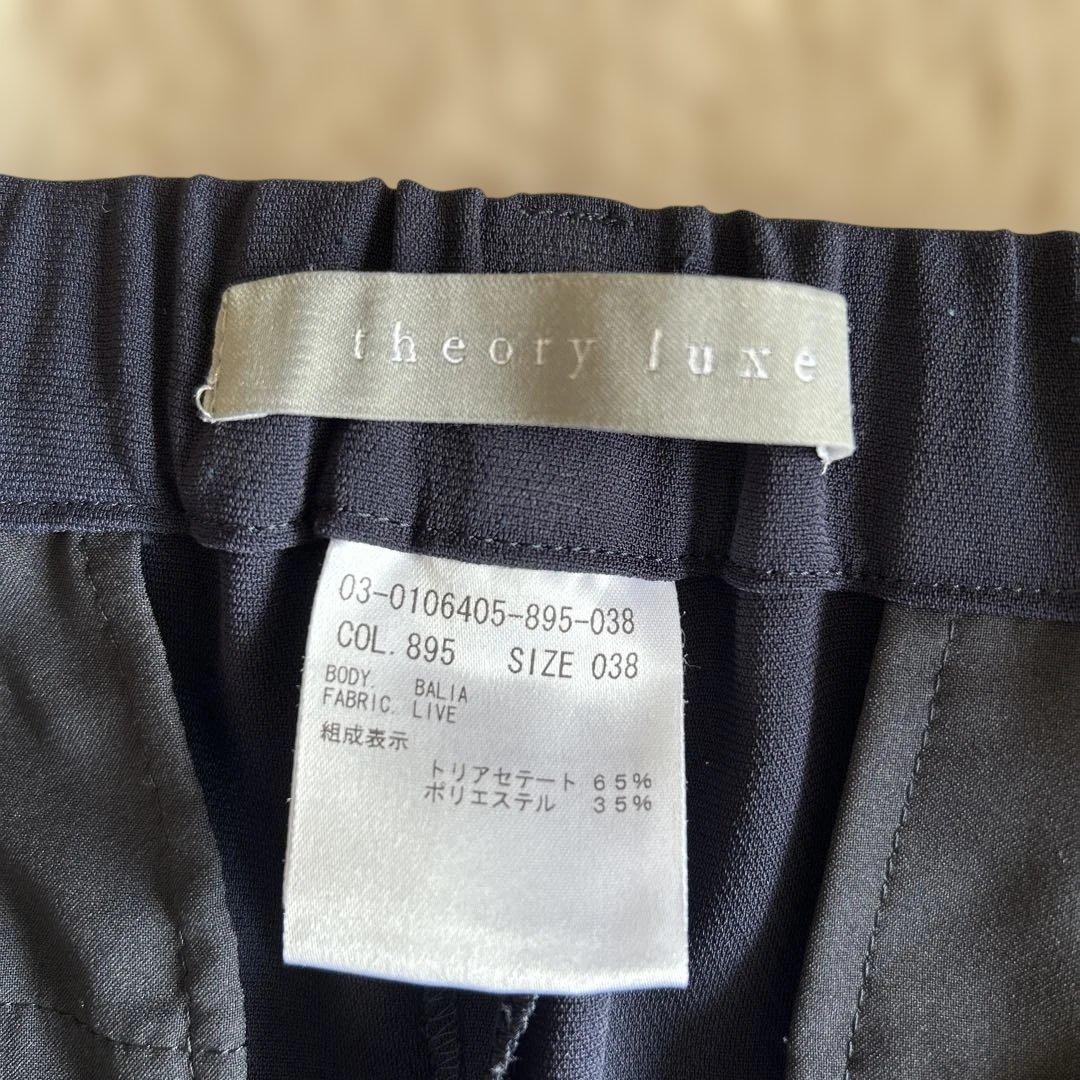 theory luxe
03-0106405-895-038
COL. 895 SIZE 038
BODY. BALIA
FABRIC. LIVE
組成表示
トリアセテート 65%
ポリエステル 35%